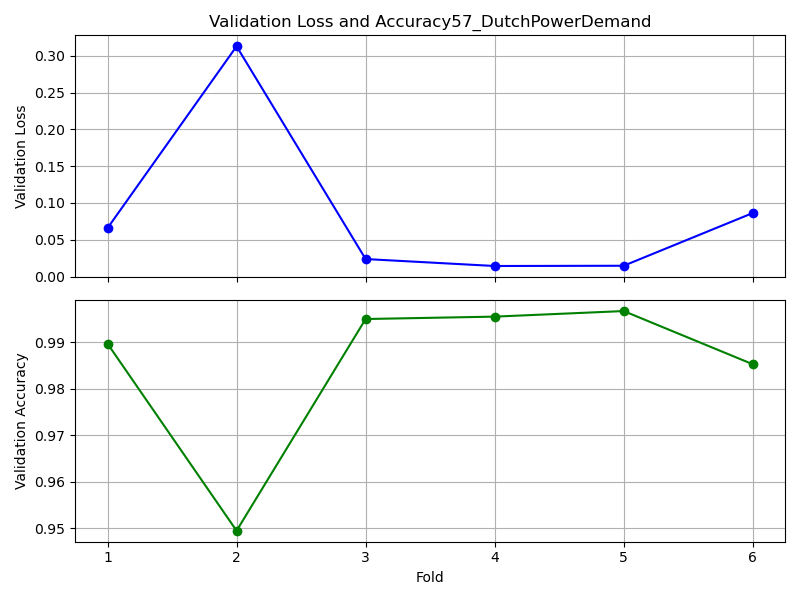 Validation Loss and Accuracy57_DutchPowerDemand
0.30
0.25
0.20
0.15
0.10
0.05
0.00
Validation Loss
0.99
0.98
0.97
0.96
0.95
Validation Accuracy
1 2 3 4 5 6
Fold